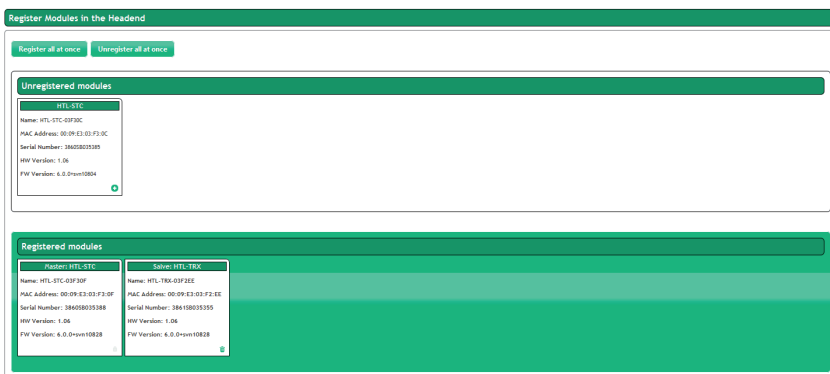 Register Modules in the Headend
Register all at once
Unregister all at once
Unregistered modules
HTL-STC
Name: HTL-STC-03F30C
MAC Address: 00:09:E3:03:F3:0C
Serial Number: 38605B035385
HW Version: 1.06
FW Version: 6.0.0+svn10804
Registered modules
Master: HTL-STC
Name: HTL-STC-03F30F
MAC Address: 00:09:E3:03:F3:0F
Serial Number: 38605B035388
HW Version: 1.06
FW Version: 6.0.0+svn10828
Salve: HTL-TRX
Name: HTL-TRX-03F2EE
MAC Address: 00:09:E3:03:F2:EE
Serial Number: 38615B035355
HW Version: 1.06
FW Version: 6.0.0+svn10828